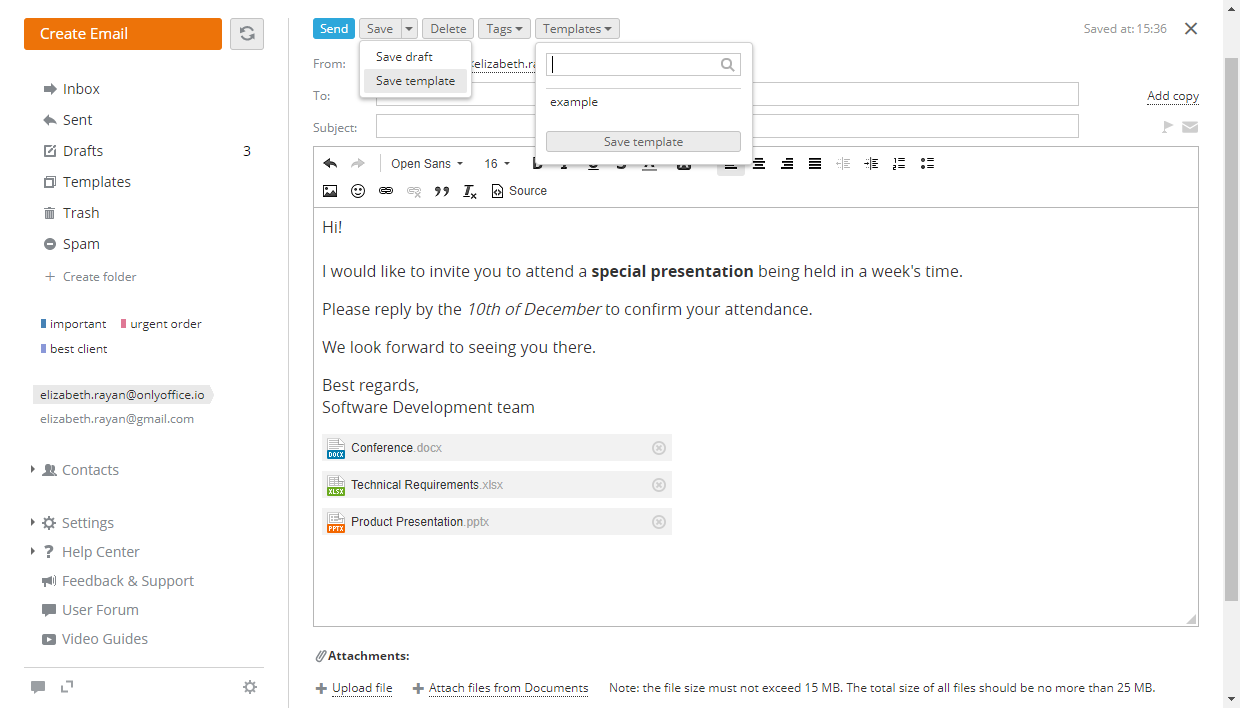 Create Email
Inbox
Sent
Drafts 3
Templates
Trash
Spam
Create folder
important urgent order
best client
elizabeth.rayan@onlyoffice.io
elizabeth.rayan@gmail.com
Contacts
Settings
Help Center
Feedback & Support
User Forum
Video Guides
Send Save Delete Tags Templates Saved at: 15:36
Save draft
Save template
example
Save template
From:
To: Add copy
Subject:
Open Sans 16
Source
Hi!
I would like to invite you to attend a special presentation being held in a week's time.
Please reply by the 10th of December to confirm your attendance.
We look forward to seeing you there.
Best regards,
Software Development team
DOCX Conference.docx
XLSX Technical Requirements.xlsx
PPTX Product Presentation.pptx
Attachments:
Upload file Attach files from Documents Note: the file size must not exceed 15 MB. The total size of all files should be no more than 25 MB.